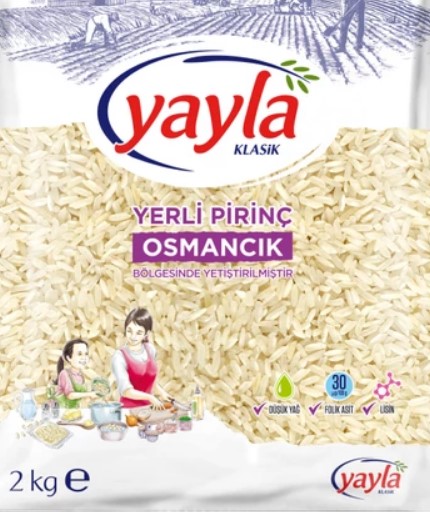 yayla
KLASİK
YERLİ PİRİNÇ
OSMANCIK
BÖLGESİNDE YETİŞTİRİLMİŞTİR
30
DÜŞÜK YAĞ
FOLİK ASİT
LİSİN
2 kg e
yayla
KLASİK